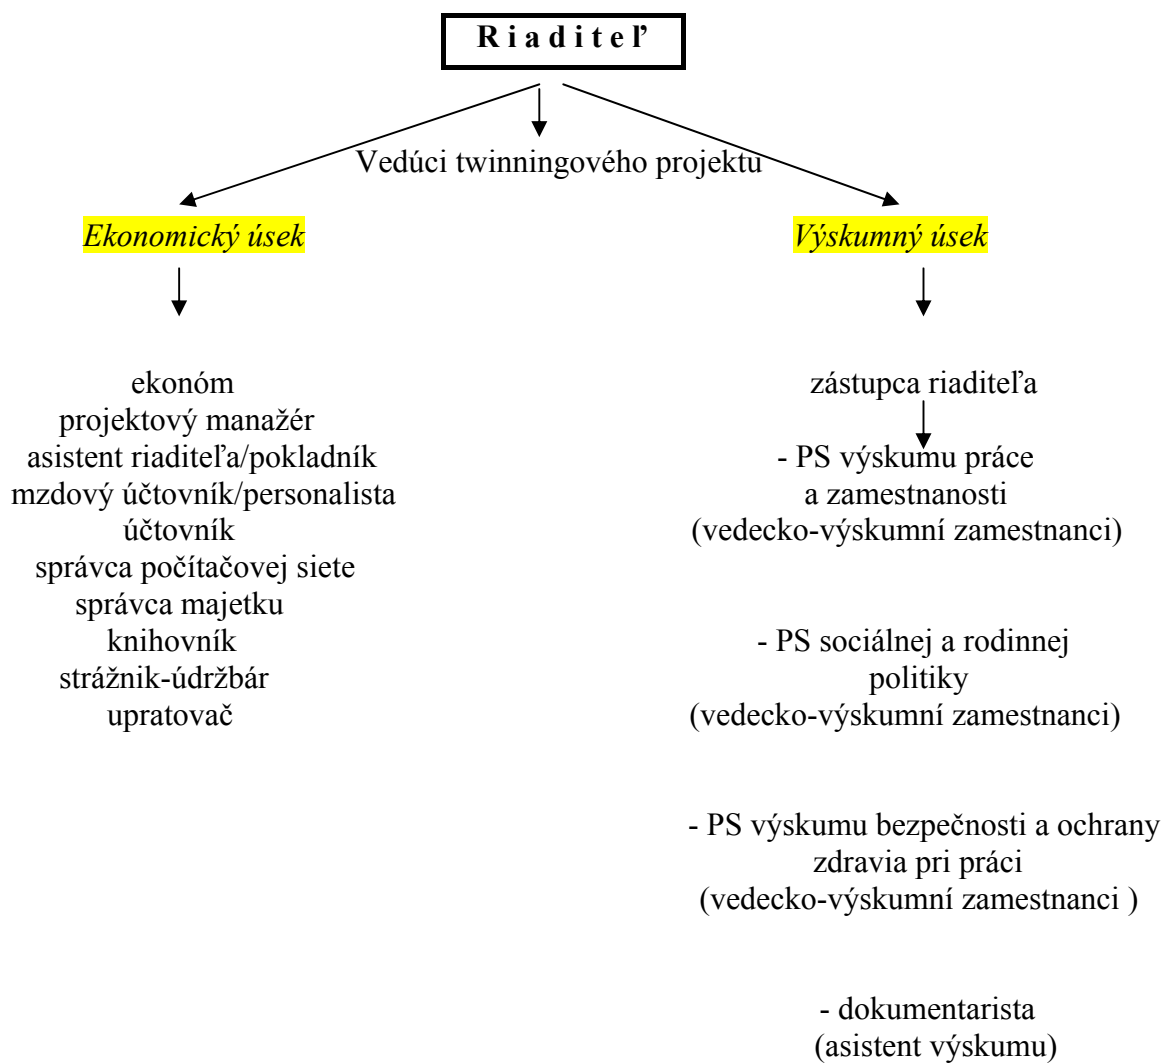 Riaditeľ
Vedúci twinningového projektu
Ekonomický úsek
Výskumný úsek
ekonóm
projektový manažér
asistent riaditeľa/pokladník
mzdový účtovník/personalista
účtovník
správca počítačovej siete
správca majetku
knihovník
strážnik-údržbár
upratovač
zástupca riaditeľa
- PS výskumu práce
a zamestnanosti
(vedecko-výskumní zamestnanci)
- PS sociálnej a rodinnej
politiky
(vedecko-výskumní zamestnanci)
- PS výskumu bezpečnosti a ochrany
zdravia pri práci
(vedecko-výskumní zamestnanci )
- dokumentarista
(asistent výskumu)